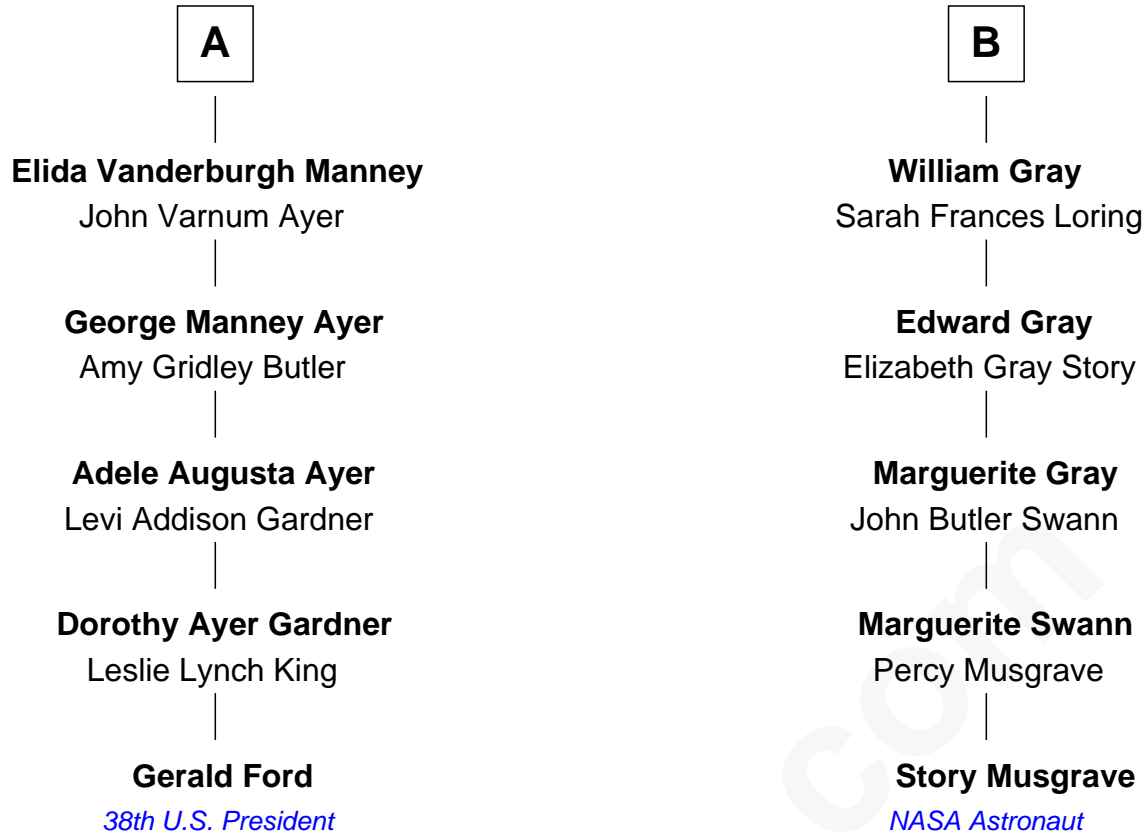 A
Elida Vanderburgh Manney
John Varnum Ayer
George Manney Ayer
Amy Gridley Butler
Adele Augusta Ayer
Levi Addison Gardner
Dorothy Ayer Gardner
Leslie Lynch King
Gerald Ford
38th U.S. President
B
William Gray
Sarah Frances Loring
Edward Gray
Elizabeth Gray Story
Marguerite Gray
John Butler Swann
Marguerite Swann
Percy Musgrave
Story Musgrave
NASA Astronaut
com